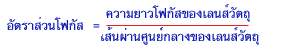 ความยาวโฟกัสของเลนส์วัตถุ
อัตราส่วนโฟกัส =
เส้นผ่านศูนย์กลางของเลนส์วัตถุ